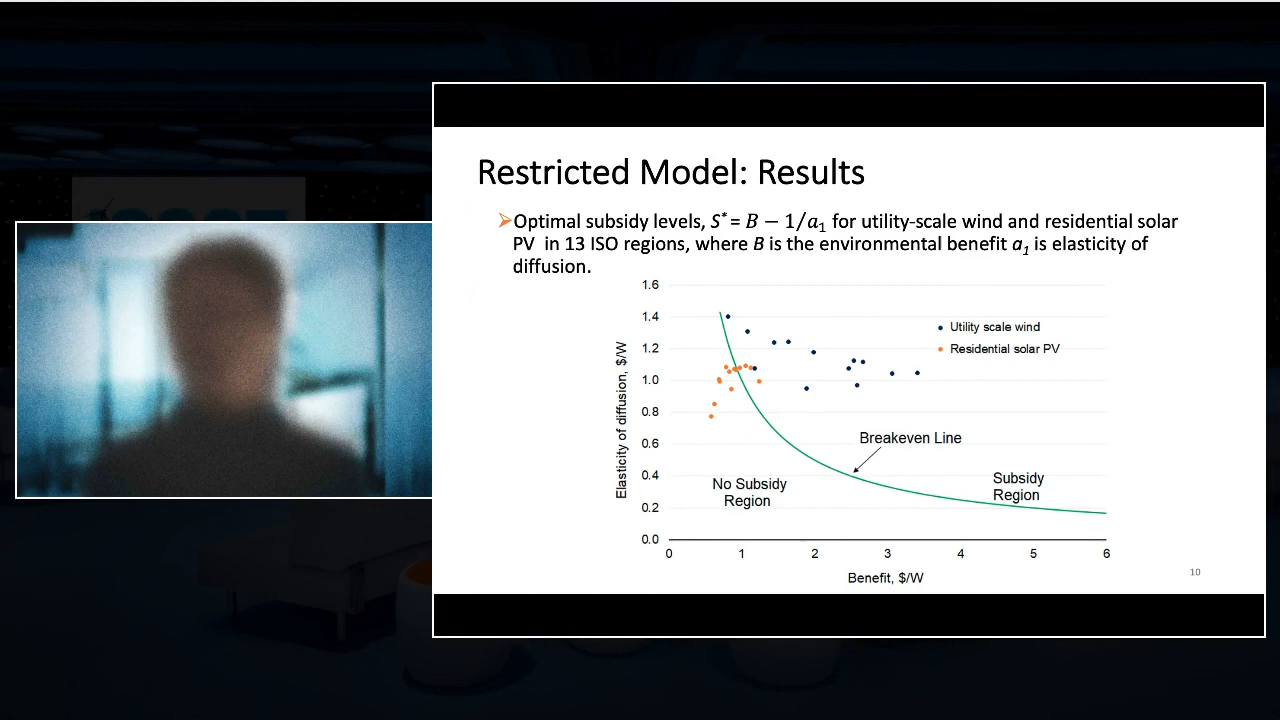 Restricted Model: Results
➢Optimal subsidy levels, S* = B − 1/a₁ for utility-scale wind and residential solar
PV in 13 ISO regions, where B is the environmental benefit a₁ is elasticity of
diffusion.
1.6
1.4
1.2
1.0
0.8
0.6
0.4
0.2
0.0
Elasticity of diffusion, $/W
Utility scale wind
Residential solar PV
Breakeven Line
No Subsidy
Region
Subsidy
Region
0 1 2 3 4 5 6
Benefit, $/W
10